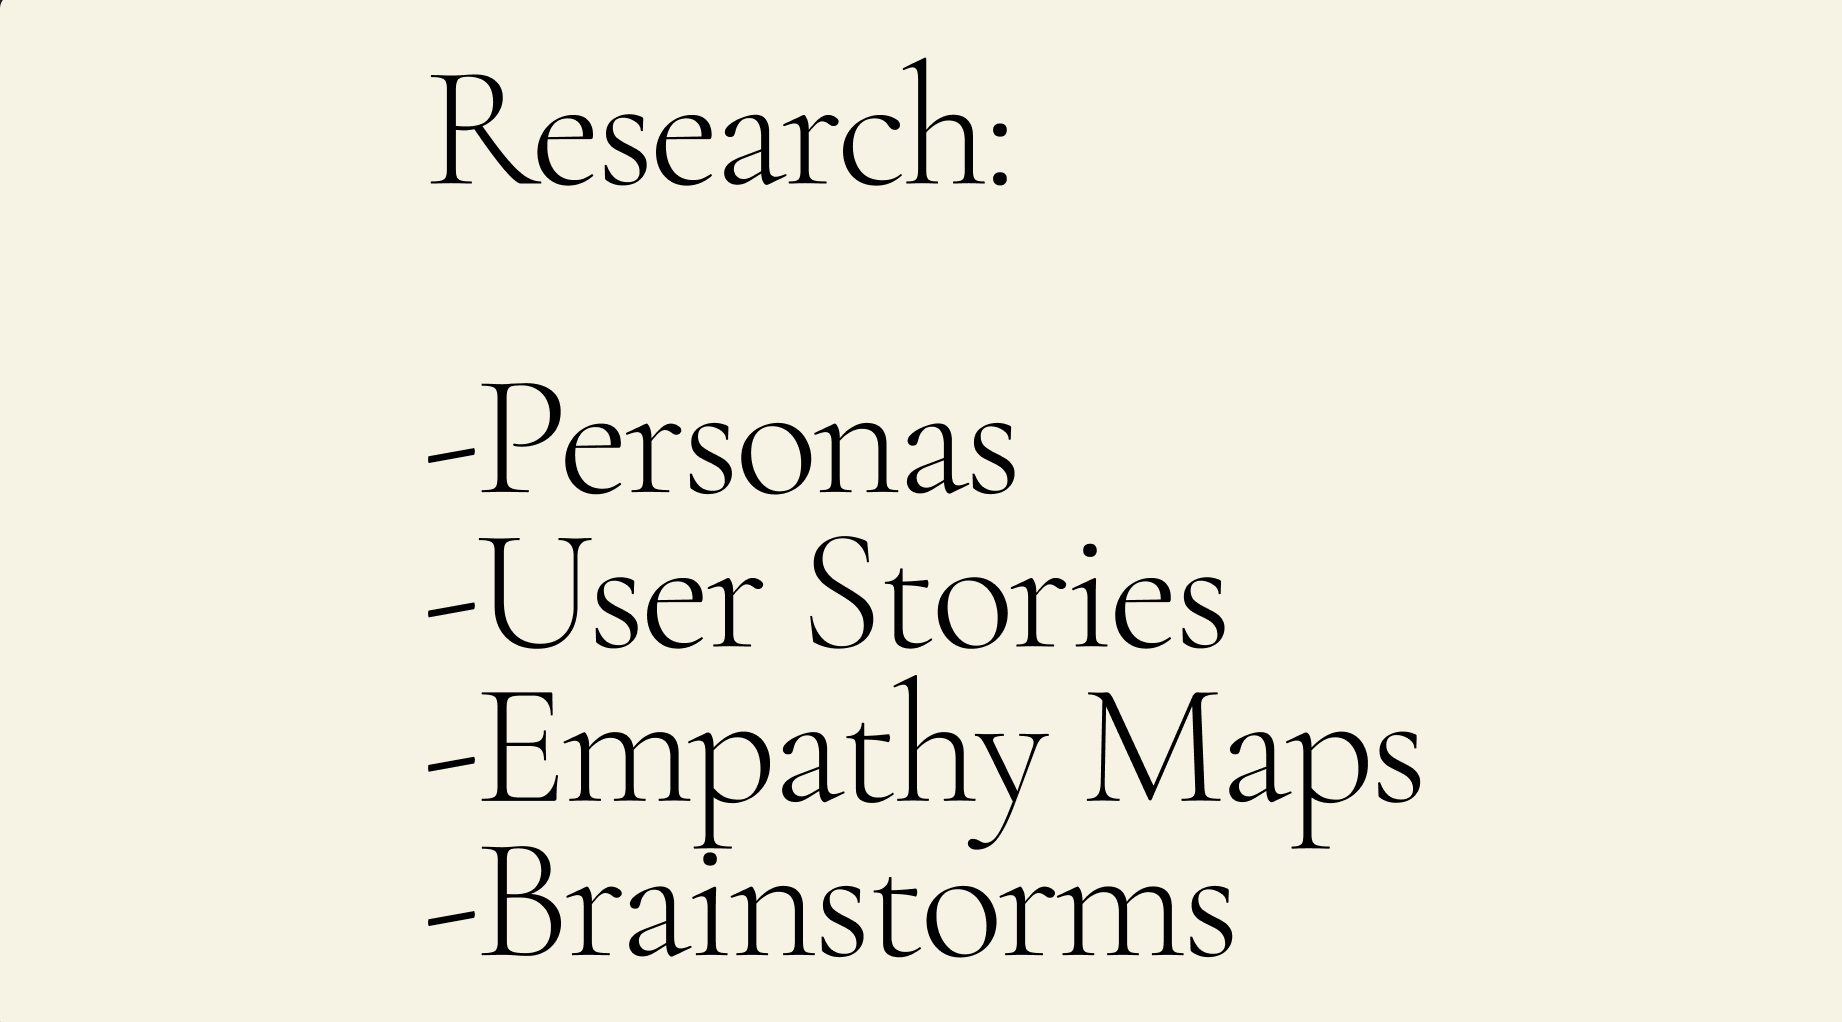 Research:
-Personas
-User Stories
-Empathy Maps
-Brainstorms